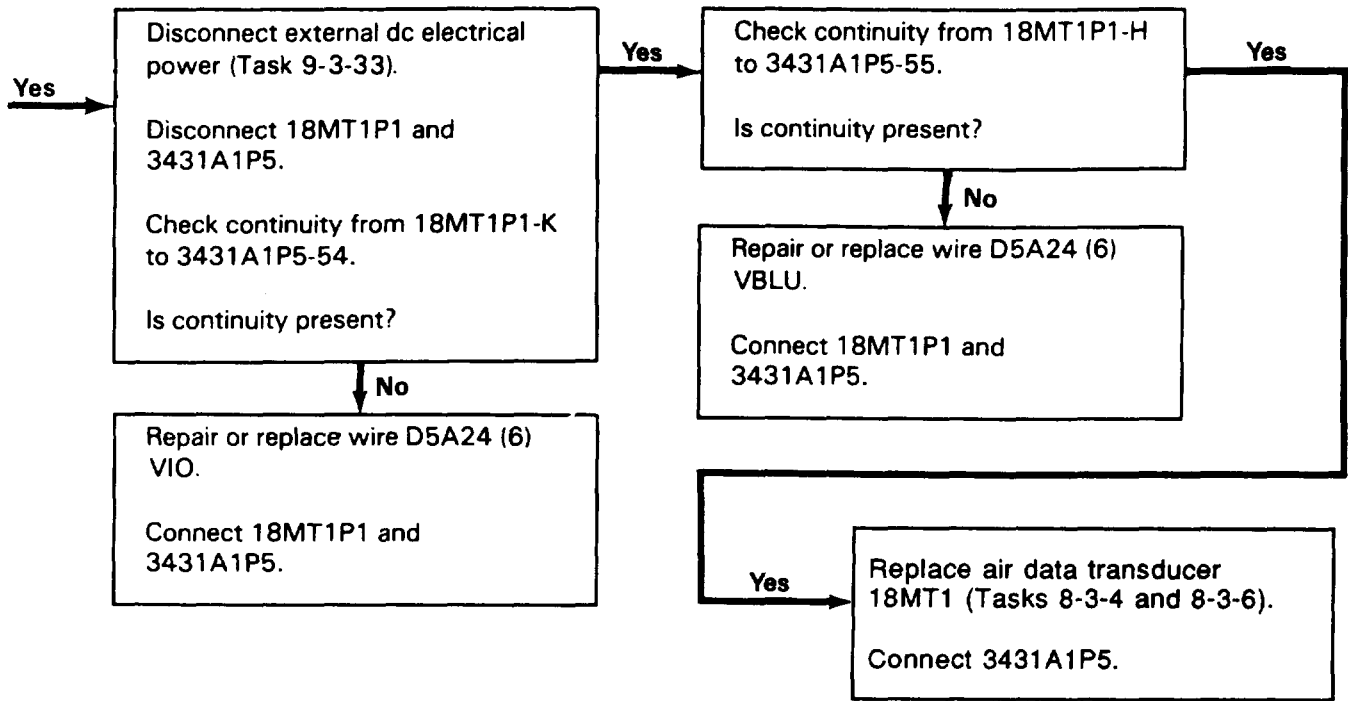 Yes
Disconnect external dc electrical
power (Task 9-3-33).
Disconnect 18MT1P1 and
3431A1P5.
Check continuity from 18MT1P1-K
to 3431A1P5-54.
Is continuity present?
No
Repair or replace wire D5A24 (6)
VIO.
Connect 18MT1P1 and
3431A1P5.
Yes
Check continuity from 18MT1P1-H
to 3431A1P5-55.
Is continuity present?
No
Repair or replace wire D5A24 (6)
VBLU.
Connect 18MT1P1 and
3431A1P5.
Yes
Yes
Replace air data transducer
18MT1 (Tasks 8-3-4 and 8-3-6).
Connect 3431A1P5.